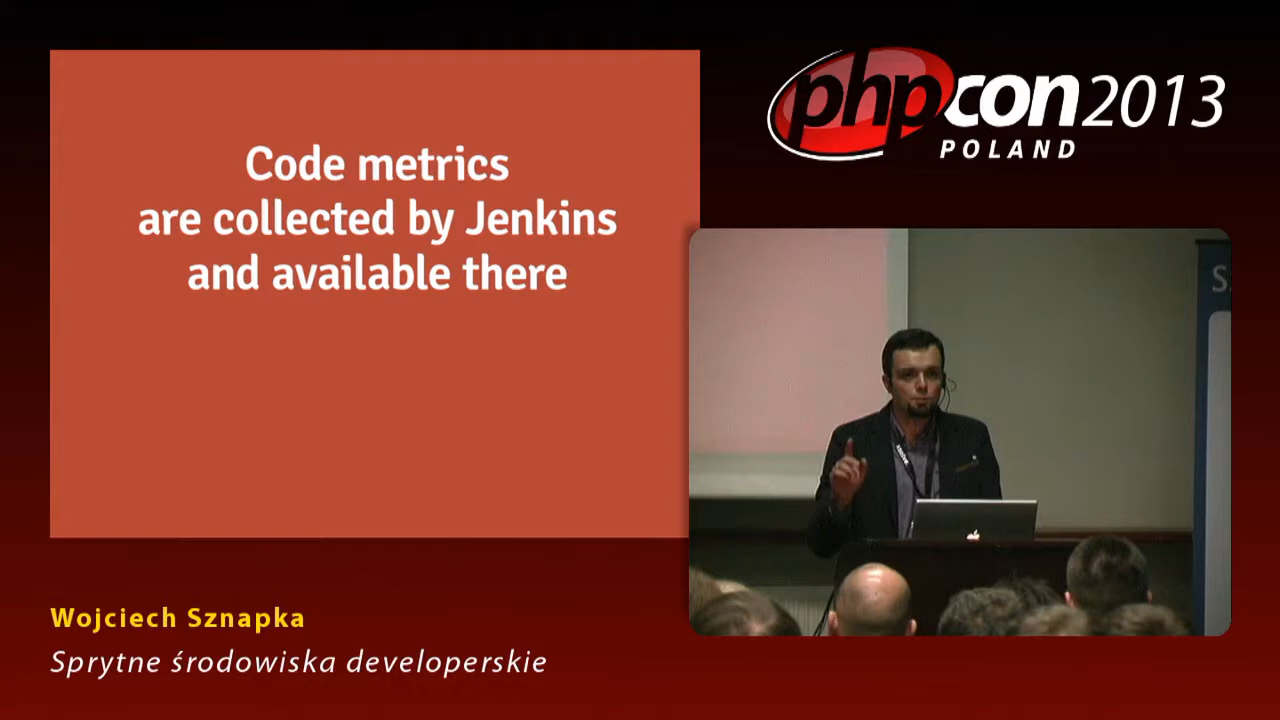 Code metrics
are collected by Jenkins
and available there
phpcon2013
POLAND
S
Wojciech Sznapka
Sprytne środowiska developerskie